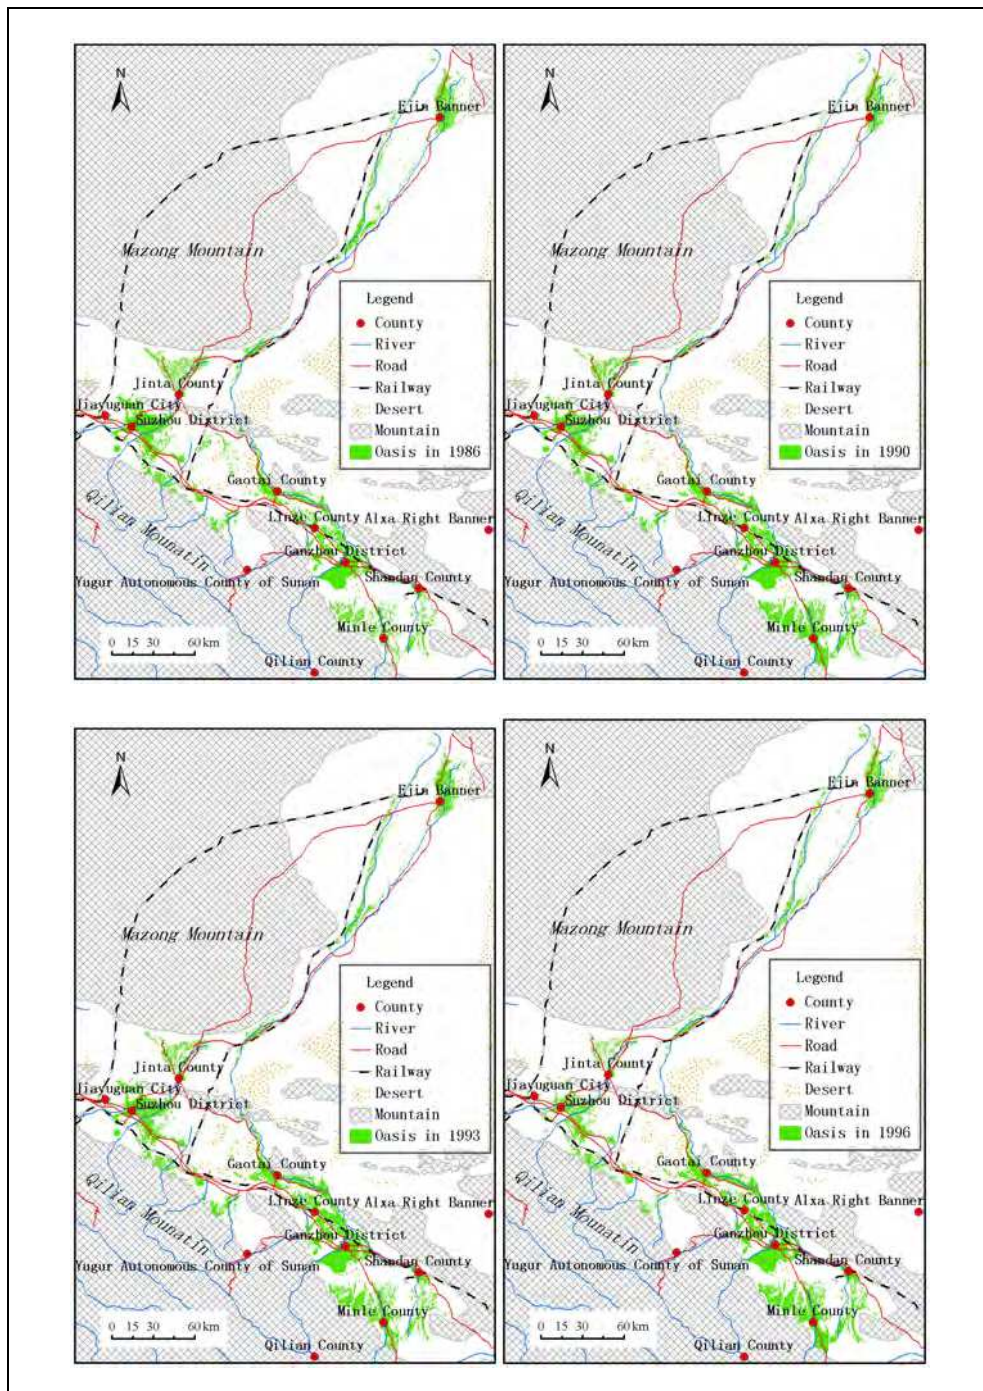 N
Ejin Banner
Mazong Mountain
Legend
County
River
Road
Railway
Desert
Mountain
Oasis in 1986
Jinta County
Jiayuguan City
Suzhou District
Gaotai County
Qilian Mounatin
Linze County
Alxa Right Banner
Ganzhou District
Yugur Autonomous County of Sunan
Shandan County
Minle County
0 15 30 60 km
Qilian County
N
Ejin Banner
Mazong Mountain
Legend
County
River
Road
Railway
Desert
Mountain
Oasis in 1990
Jinta County
Jiayuguan City
Suzhou District
Gaotai County
Qilian Mounatin
Linze County
Alxa Right Banner
Ganzhou District
Yugur Autonomous County of Sunan
Shandan County
Minle County
0 15 30 60 km
Qilian County
N
Ejin Banner
Mazong Mountain
Legend
County
River
Road
Railway
Desert
Mountain
Oasis in 1993
Jinta County
Jiayuguan City
Suzhou District
Gaotai County
Qilian Mounatin
Linze County
Alxa Right Banner
Ganzhou District
Yugur Autonomous County of Sunan
Shandan County
Minle County
0 15 30 60 km
Qilian County
N
Ejin Banner
Mazong Mountain
Legend
County
River
Road
Railway
Desert
Mountain
Oasis in 1996
Jinta County
Jiayuguan City
Suzhou District
Gaotai County
Qilian Mounatin
Linze County
Alxa Right Banner
Ganzhou District
Yugur Autonomous County of Sunan
Shandan County
Minle County
0 15 30 60 km
Qilian County